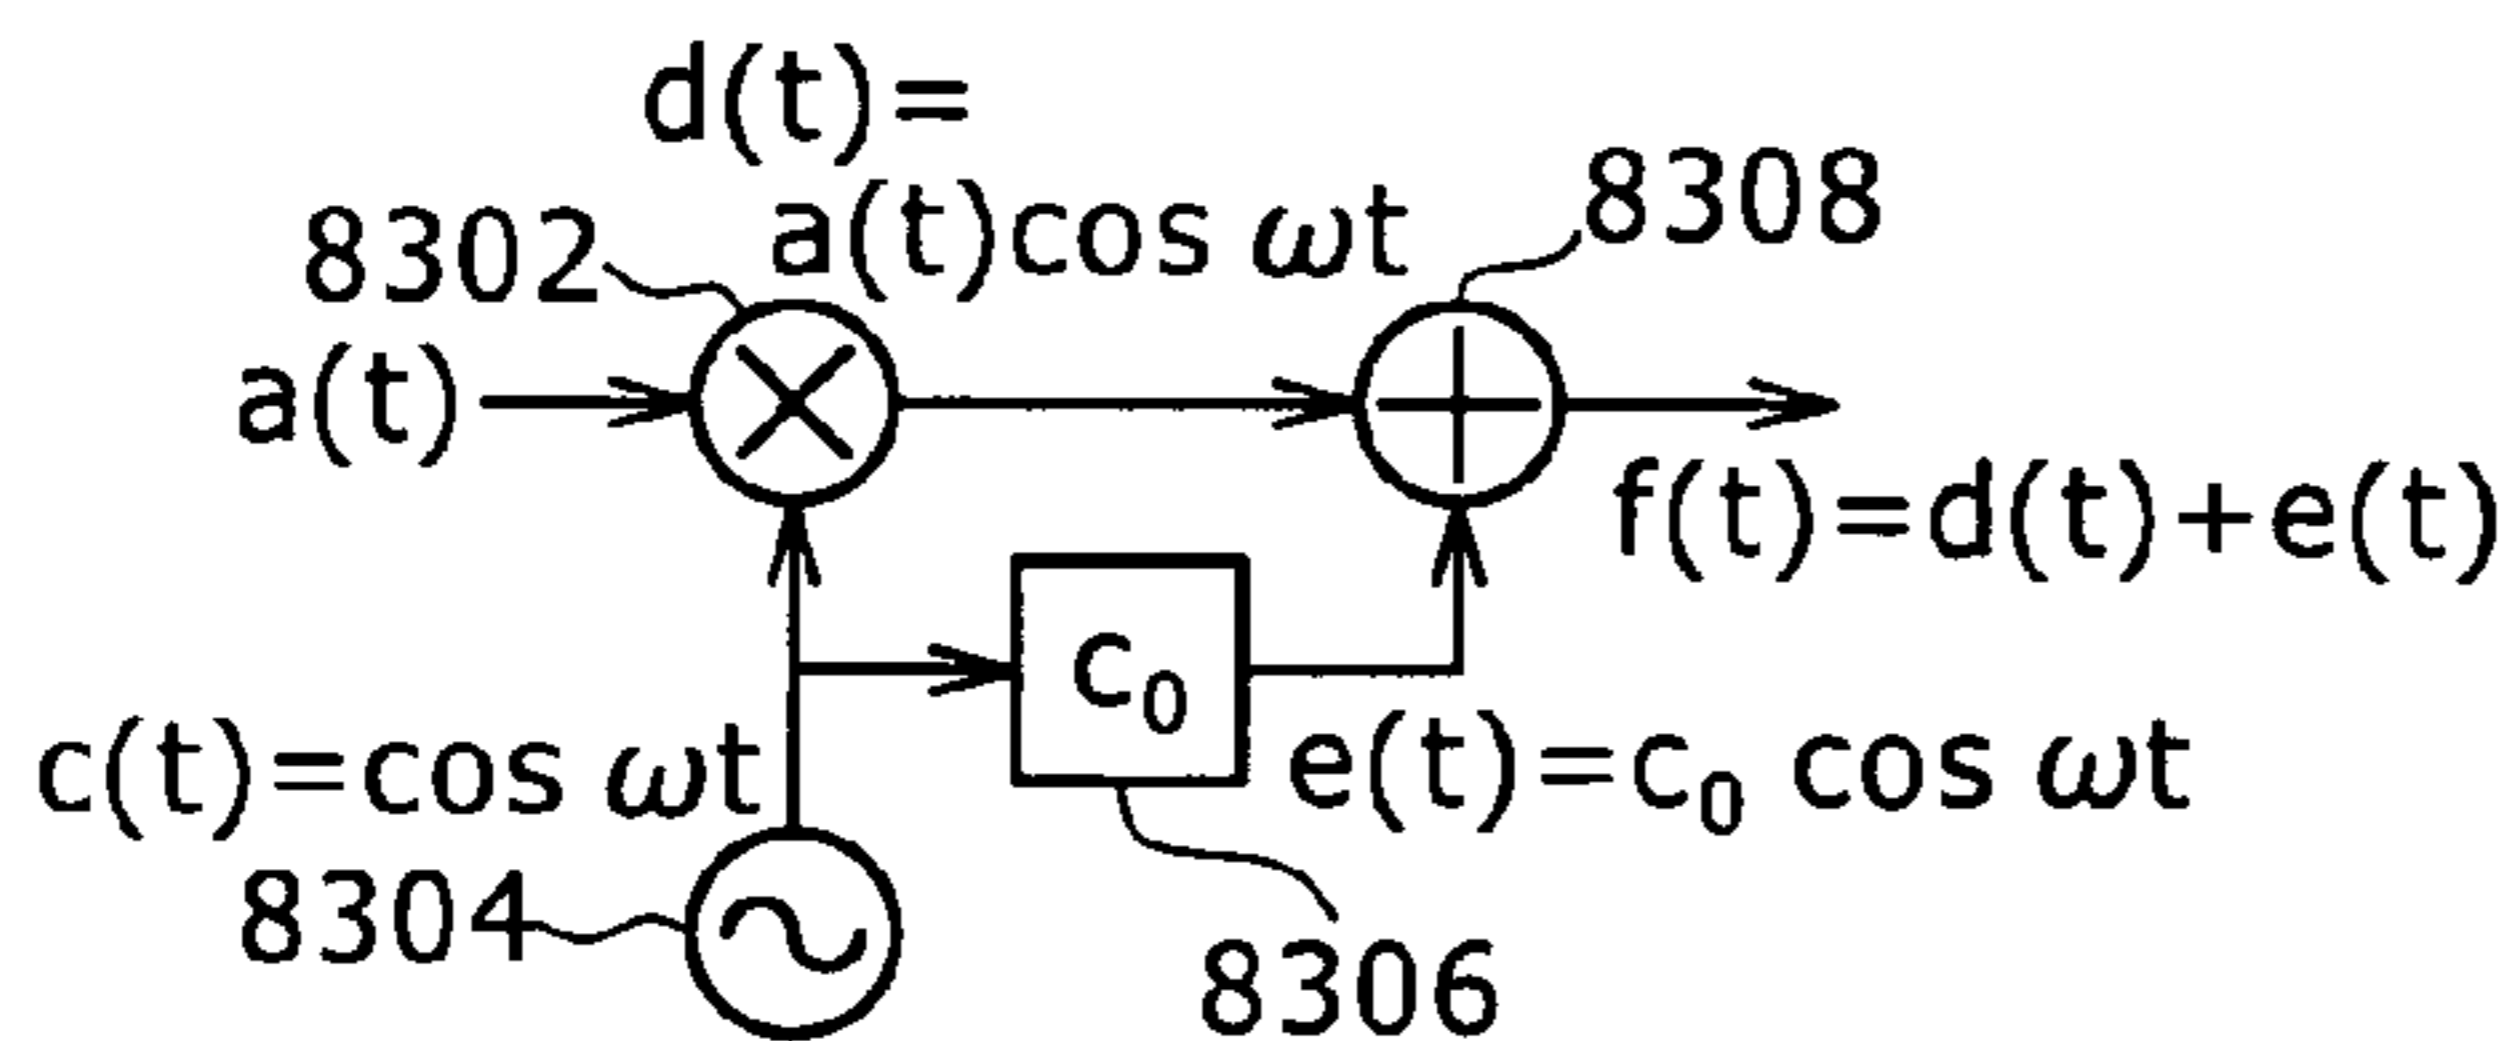 d(t)=
a(t)cos ωt
8302
8308
a(t)
f(t)=d(t)+e(t)
c₀
c(t)=cos ωt
e(t)=c₀ cos ωt
8304
8306